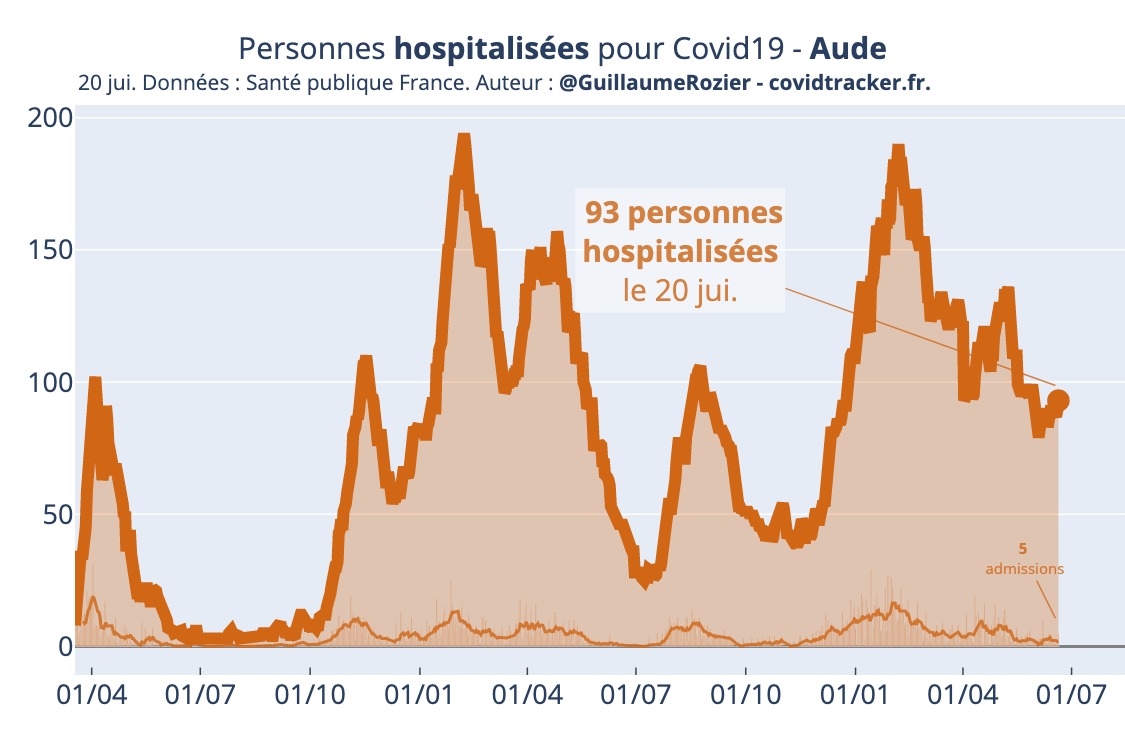 Personnes hospitalisées pour Covid19 - Aude
20 jui. Données : Santé publique France. Auteur : @GuillaumeRozier - covidtracker.fr.
200
150
100
50
0
93 personnes
hospitalisées
le 20 jui.
5
admissions
01/04 01/07 01/10 01/01 01/04 01/07 01/10 01/01 01/04 01/07